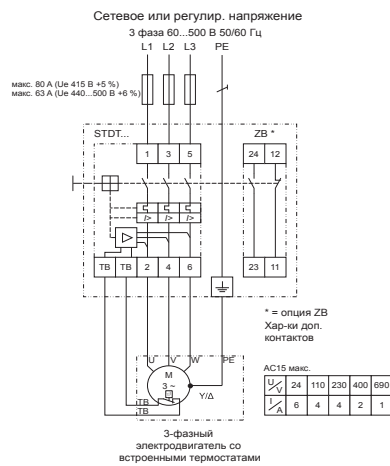 Сетевое или регулир. напряжение
3 фаза 60...500 В 50/60 Гц
L1 L2 L3 PE
макс. 80 А (Ue 415 В +5 %)
макс. 63 А (Ue 440...500 В +6 %)
STDT... ZB *
1 3 5 24 12
I> I> I>
TB TB 2 4 6 23 11
* = опция ZB
Хар-ки доп.
контактов
U V W PE
M
3 ~
Y/Δ
TB
TB
AC15 макс.
U/V 24 110 230 400 690
I/A 6 4 4 2 1
3-фазный
электродвигатель со
встроенными термостатами